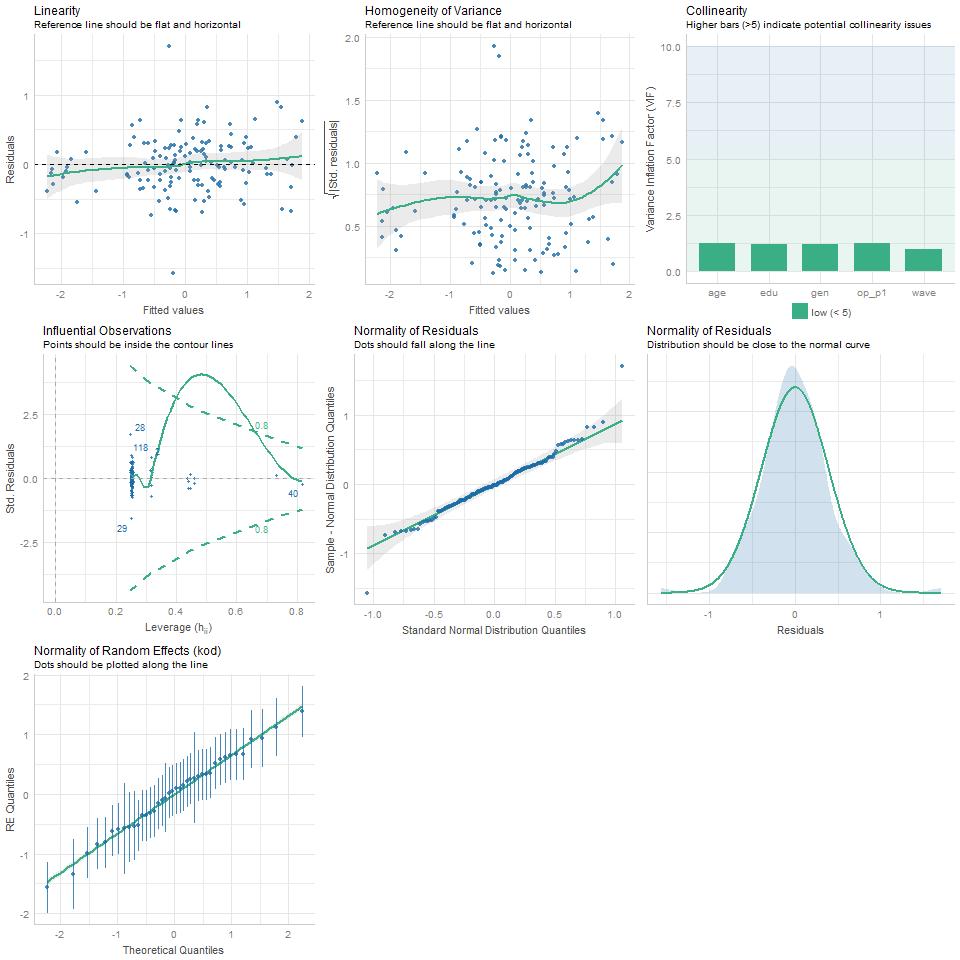 Linearity
Reference line should be flat and horizontal
1
0
-1
Residuals
-2
-1
0
1
2
Fitted values
Homogeneity of Variance
Reference line should be flat and horizontal
2.0
1.5
1.0
0.5
√|Std. residuals|
-2
-1
0
1
2
Fitted values
Collinearity
Higher bars (>5) indicate potential collinearity issues
10.0
7.5
5.0
2.5
0.0
Variance Inflation Factor (VIF)
age
edu
gen
op_p1
wave
low (< 5)
Influential Observations
Points should be inside the contour lines
2.5
0.0
-2.5
Std. Residuals
28
118
29
40
0.8
0.8
0.0
0.2
0.4
0.6
0.8
Leverage (hii)
Normality of Residuals
Dots should fall along the line
1
0
-1
Sample - Normal Distribution Quantiles
-1.0
-0.5
0.0
0.5
1.0
Standard Normal Distribution Quantiles
Normality of Residuals
Distribution should be close to the normal curve
-1
0
1
Residuals
Normality of Random Effects (kod)
Dots should be plotted along the line
2
1
0
-1
-2
RE Quantiles
-2
-1
0
1
2
Theoretical Quantiles